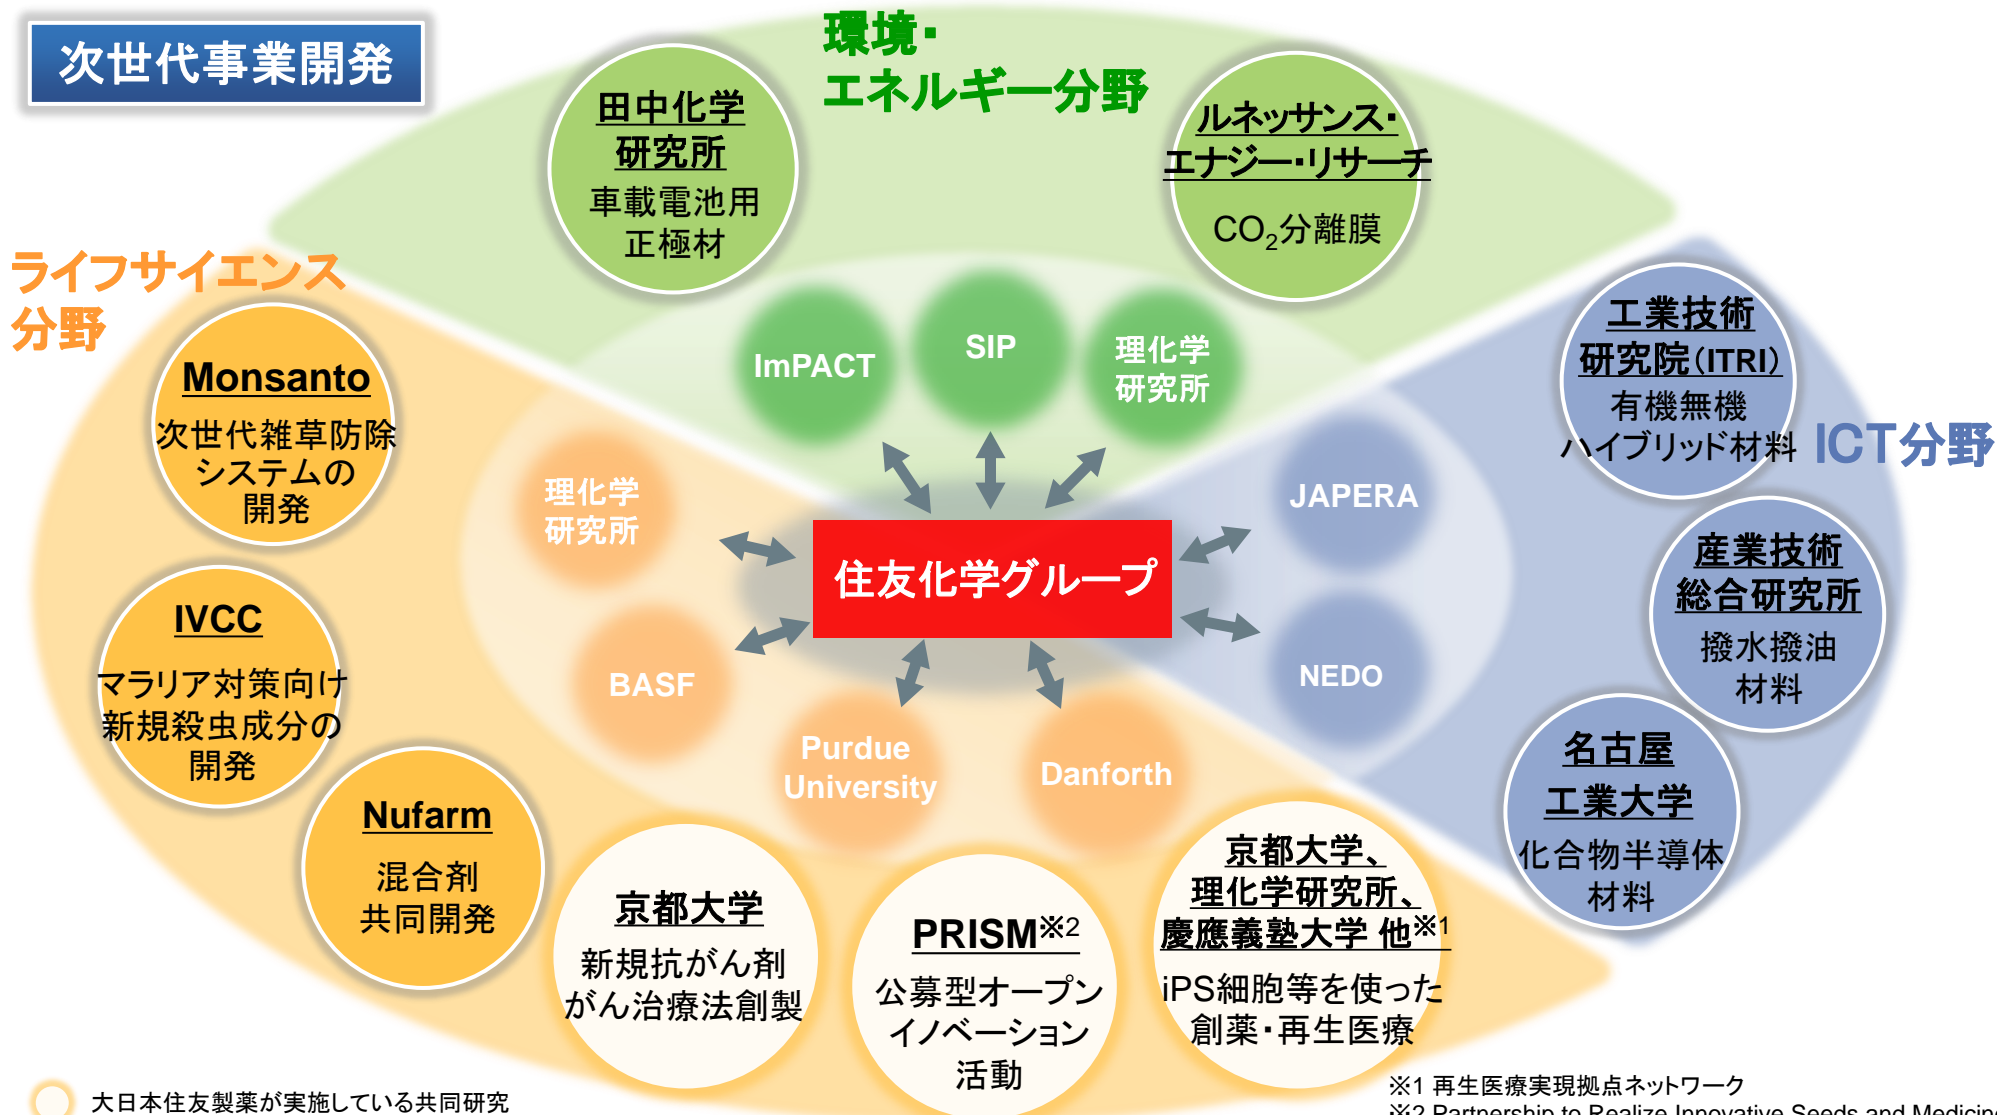 次世代事業開発
環境・
エネルギー分野
田中化学
研究所
車載電池用
正極材
ルネッサンス・
エナジー・リサーチ
CO₂分離膜
ImPACT
SIP
理化学
研究所
ライフサイエンス
分野
Monsanto
次世代雑草防除
システムの
開発
IVCC
マラリア対策向け
新規殺虫成分の
開発
Nufarm
混合剤
共同開発
理化学
研究所
BASF
Purdue
University
Danforth
住友化学グループ
JAPERA
NEDO
ICT分野
工業技術
研究院(ITRI)
有機無機
ハイブリッド材料
産業技術
総合研究所
撥水撥油
材料
名古屋
工業大学
化合物半導体
材料
京都大学
新規抗がん剤
がん治療法創製
PRISM※2
公募型オープン
イノベーション
活動
京都大学、
理化学研究所、
慶應義塾大学 他※1
iPS細胞等を使った
創薬・再生医療
大日本住友製薬が実施している共同研究
※1 再生医療実現拠点ネットワーク
※2 Partnership to Realize Innovative Seeds and